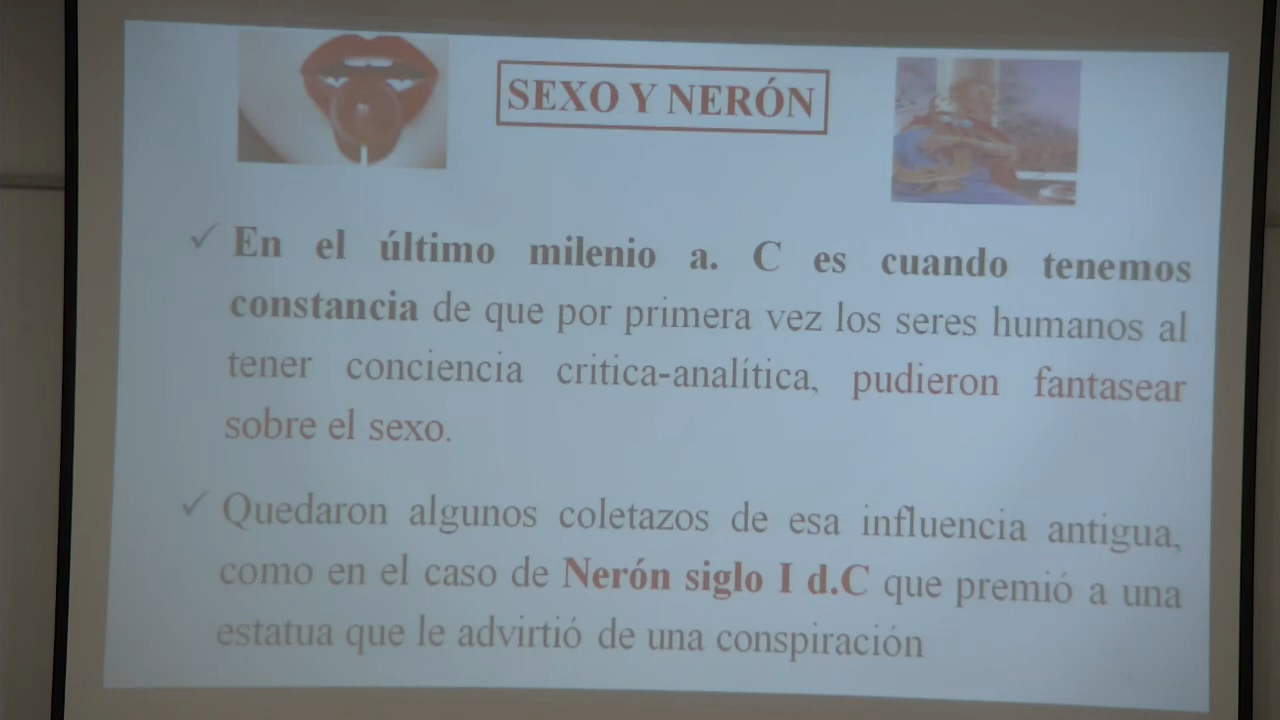 SEXO Y NERÓN
✓ En el último milenio a. C es cuando tenemos
constancia de que por primera vez los seres humanos al
tener conciencia critica-analítica, pudieron fantasear
sobre el sexo.
✓ Quedaron algunos coletazos de esa influencia antigua,
como en el caso de Nerón siglo I d.C que premió a una
estatua que le advirtió de una conspiración